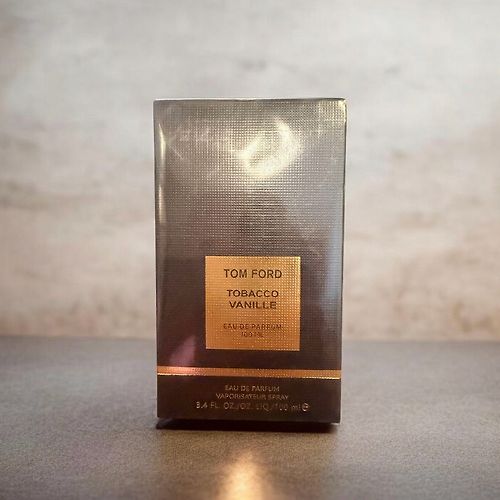 TOM FORD
TOBACCO
VANILLE
EAU DE PARFUM
100 ML
EAU DE PARFUM
VAPORISATEUR SPRAY
3.4 FL. OZ./OZ. LIQ./100 ml ℮